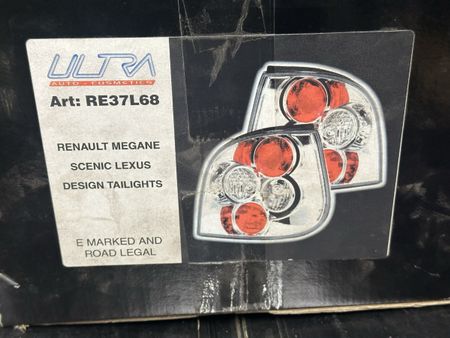 ULTRA
AUTO - COSMETICS
Art: RE37L68
RENAULT MEGANE
SCENIC LEXUS
DESIGN TAILIGHTS
E MARKED AND
ROAD LEGAL